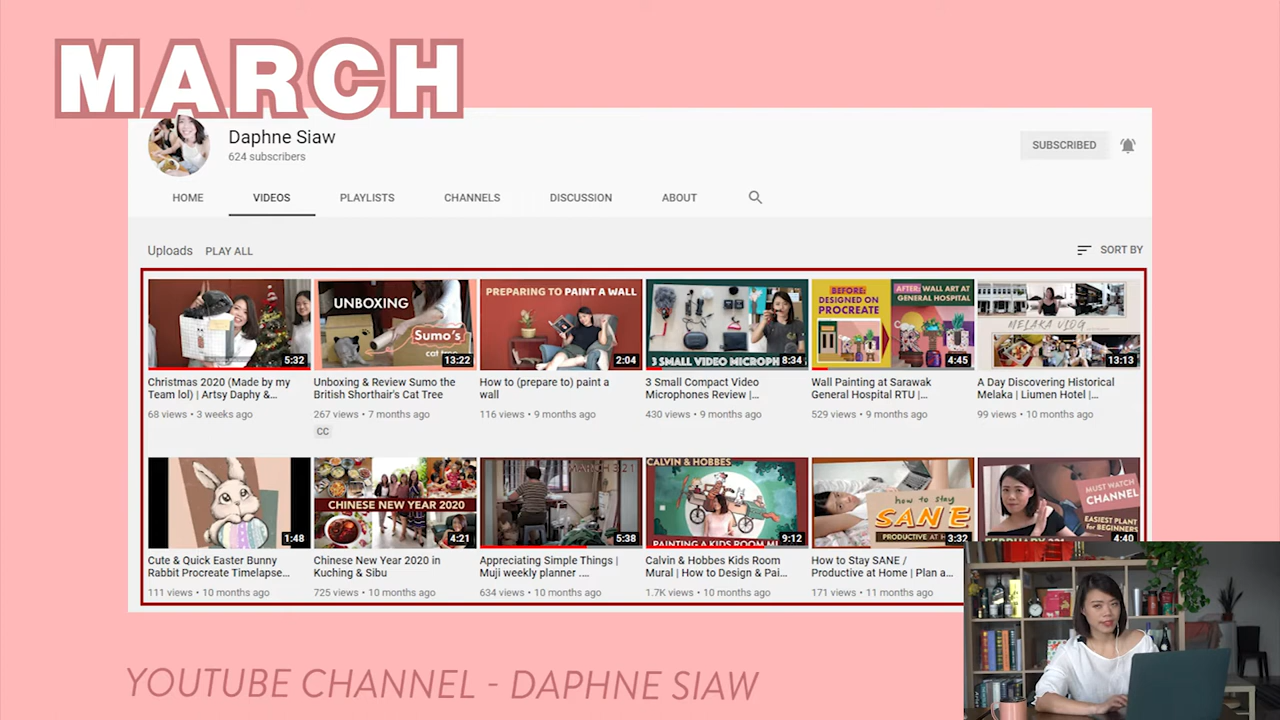 MARCH
Daphne Siaw
624 subscribers
SUBSCRIBED
HOME VIDEOS PLAYLISTS CHANNELS DISCUSSION ABOUT
Uploads PLAY ALL SORT BY
5:32
UNBOXING
Sumo's
cat tree
13:22
PREPARING TO PAINT A WALL
2:04
3 SMALL VIDEO MICROPH
8:34
BEFORE:
DESIGNED ON
PROCREATE
AFTER: WALL ART AT
GENERAL HOSPITAL
RTU
4:45
MELAKA VLOG
13:13
Christmas 2020 (Made by my
Team lol) | Artsy Daphy &...
68 views • 3 weeks ago
Unboxing & Review Sumo the
British Shorthair's Cat Tree
267 views • 7 months ago
CC
How to (prepare to) paint a
wall
116 views • 9 months ago
3 Small Compact Video
Microphones Review |...
430 views • 9 months ago
Wall Painting at Sarawak
General Hospital RTU |...
529 views • 9 months ago
A Day Discovering Historical
Melaka | Liumen Hotel |...
99 views • 10 months ago
1:48
CHINESE NEW YEAR 2020
4:21
MARCH 3.21
5:38
CALVIN & HOBBES
PAINTING A KIDS ROOM M
9:12
how to stay
SANE
PRODUCTIVE AT H
3:32
MUST WATCH
CHANNEL
EASIEST PLANT
for BEGINNERS
4:40
Cute & Quick Easter Bunny
Rabbit Procreate Timelapse...
111 views • 10 months ago
Chinese New Year 2020 in
Kuching & Sibu
725 views • 10 months ago
Appreciating Simple Things |
Muji weekly planner ....
634 views • 10 months ago
Calvin & Hobbes Kids Room
Mural | How to Design & Pai...
1.7K views • 10 months ago
How to Stay SANE /
Productive at Home | Plan a...
171 views • 11 months ago
YOUTUBE CHANNEL - DAPHNE SIAW